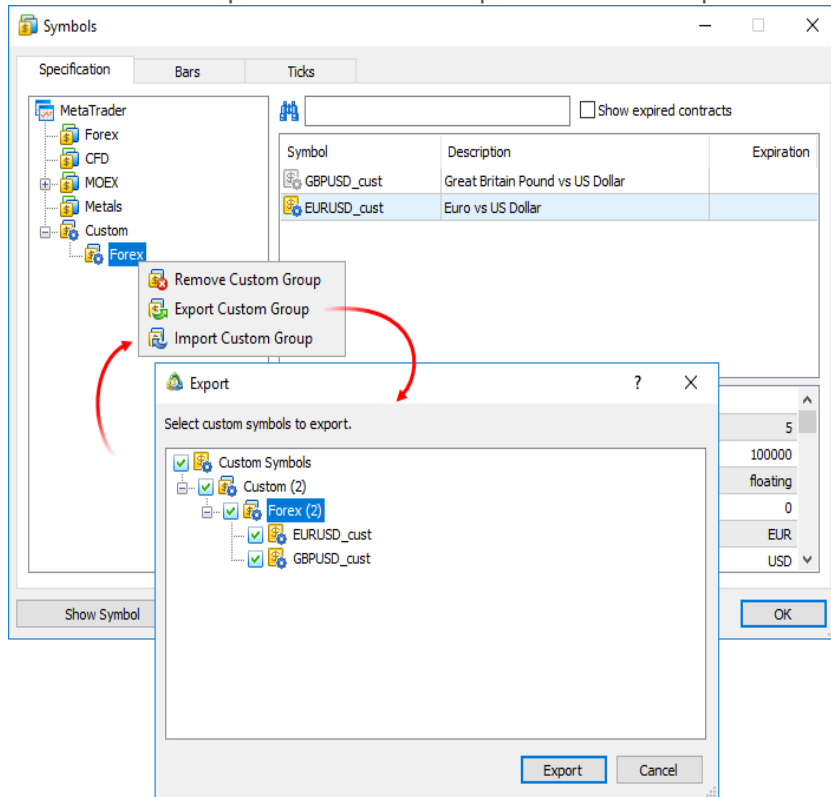 Symbols
Specification Bars Ticks
MetaTrader
Forex
CFD
MOEX
Metals
Custom
Forex
Show expired contracts
Symbol Description Expiration
GBPUSD_cust Great Britain Pound vs US Dollar
EURUSD_cust Euro vs US Dollar
Remove Custom Group
Export Custom Group
Import Custom Group
5
100000
floating
0
EUR
USD
Show Symbol
OK
Export ?
Select custom symbols to export.
Custom Symbols
Custom (2)
Forex (2)
EURUSD_cust
GBPUSD_cust
Export Cancel